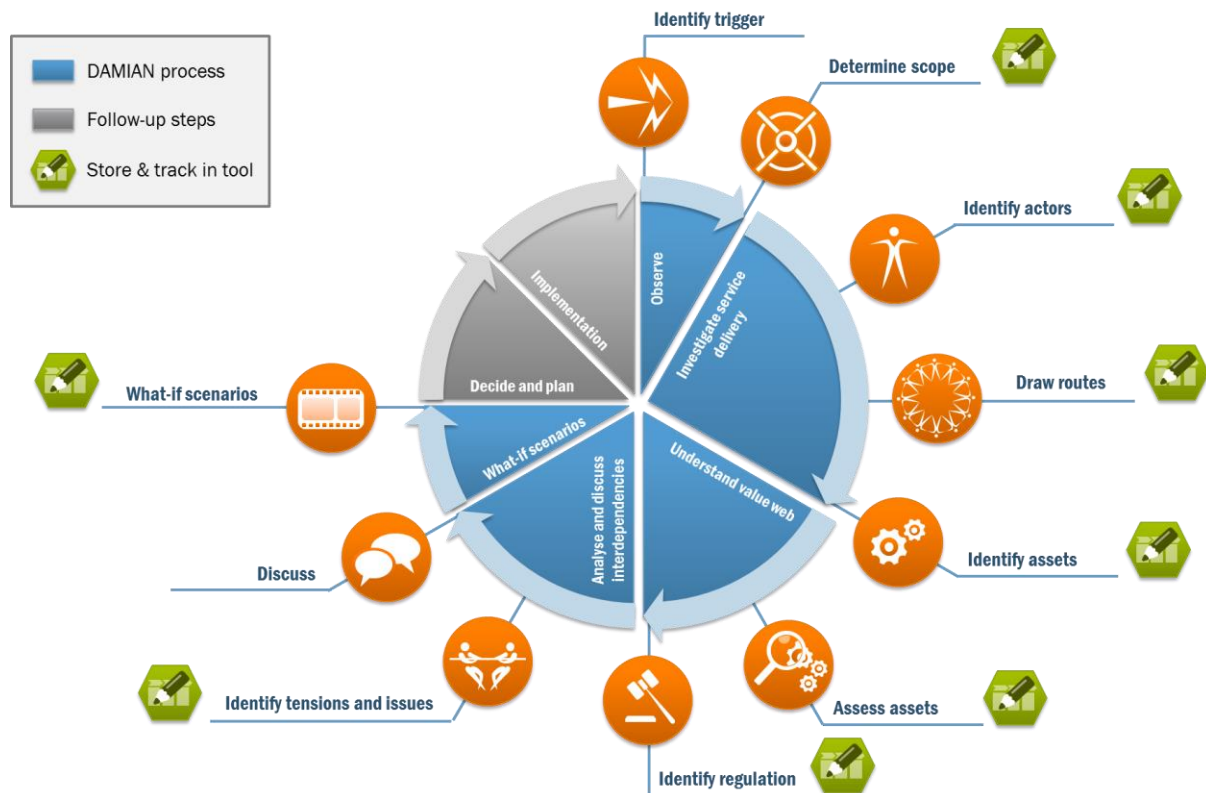 DAMIAN process
Follow-up steps
Store & track in tool
Identify trigger
Determine scope
Identify actors
Draw routes
Identify assets
Assess assets
Identify regulation
Identify tensions and issues
Discuss
What-if scenarios
Observe
Investigate service
delivery
Understand value web
Analyse and discuss
interdependencies
What-if scenarios
Decide and plan
Implementation